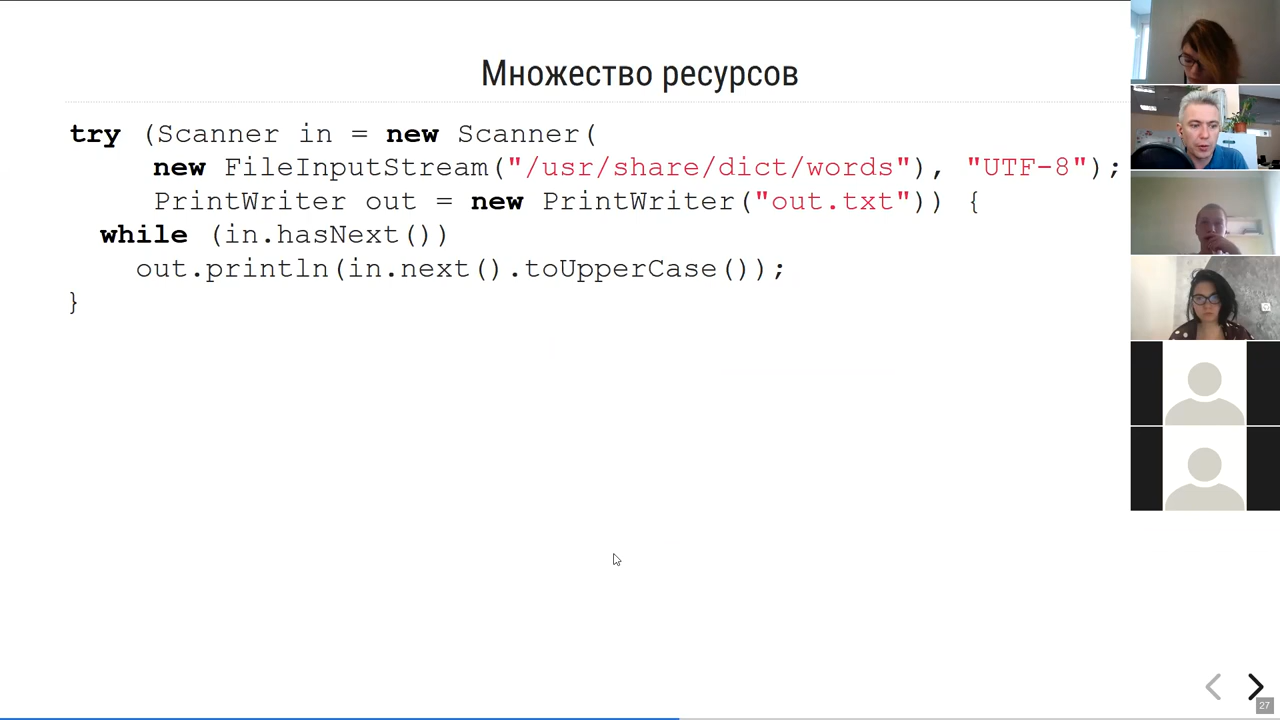 Множество ресурсов
try (Scanner in = new Scanner(
new FileInputStream("/usr/share/dict/words"), "UTF-8");
PrintWriter out = new PrintWriter("out.txt")) {
while (in.hasNext())
out.println(in.next().toUpperCase());
}
27